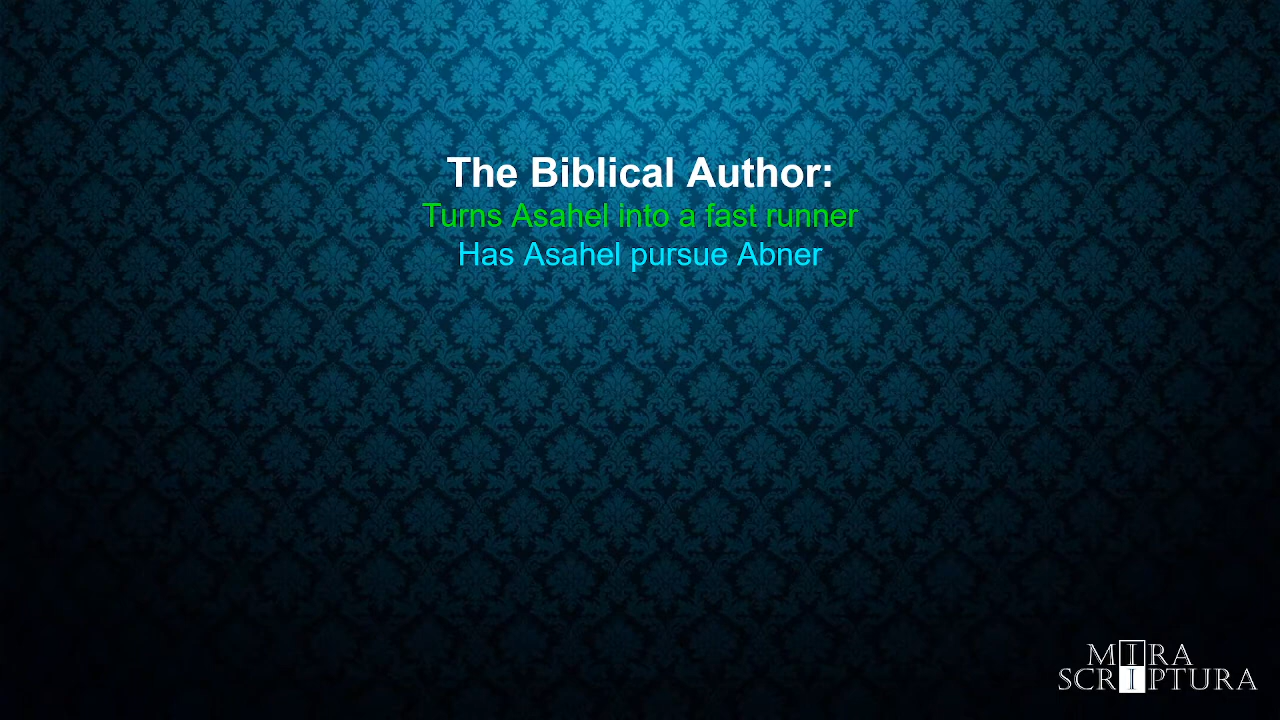 The Biblical Author:
Turns Asahel into a fast runner
Has Asahel pursue Abner
MIRA
SCRIPTURA